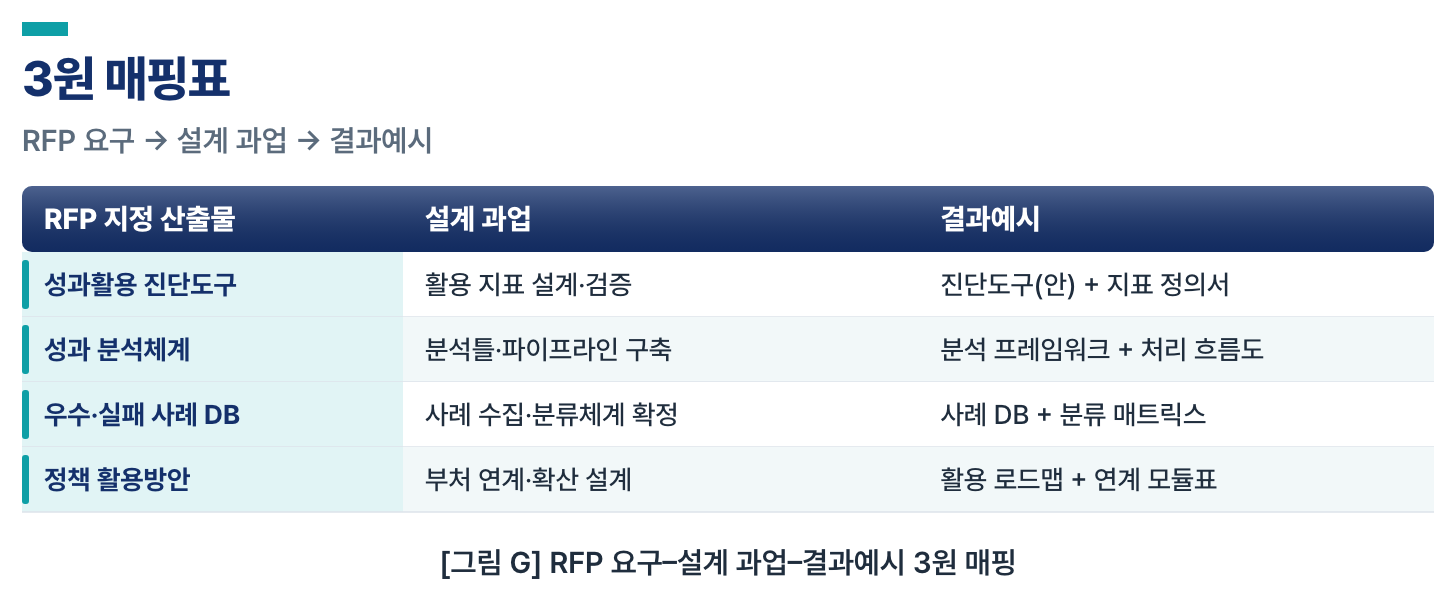 3원 매핑표
RFP 요구 → 설계 과업 → 결과예시
RFP 지정 산출물 설계 과업 결과예시
성과활용 진단도구 활용 지표 설계·검증 진단도구(안) + 지표 정의서
성과 분석체계 분석틀·파이프라인 구축 분석 프레임워크 + 처리 흐름도
우수·실패 사례 DB 사례 수집·분류체계 확정 사례 DB + 분류 매트릭스
정책 활용방안 부처 연계·확산 설계 활용 로드맵 + 연계 모듈표
[그림 G] RFP 요구–설계 과업–결과예시 3원 매핑